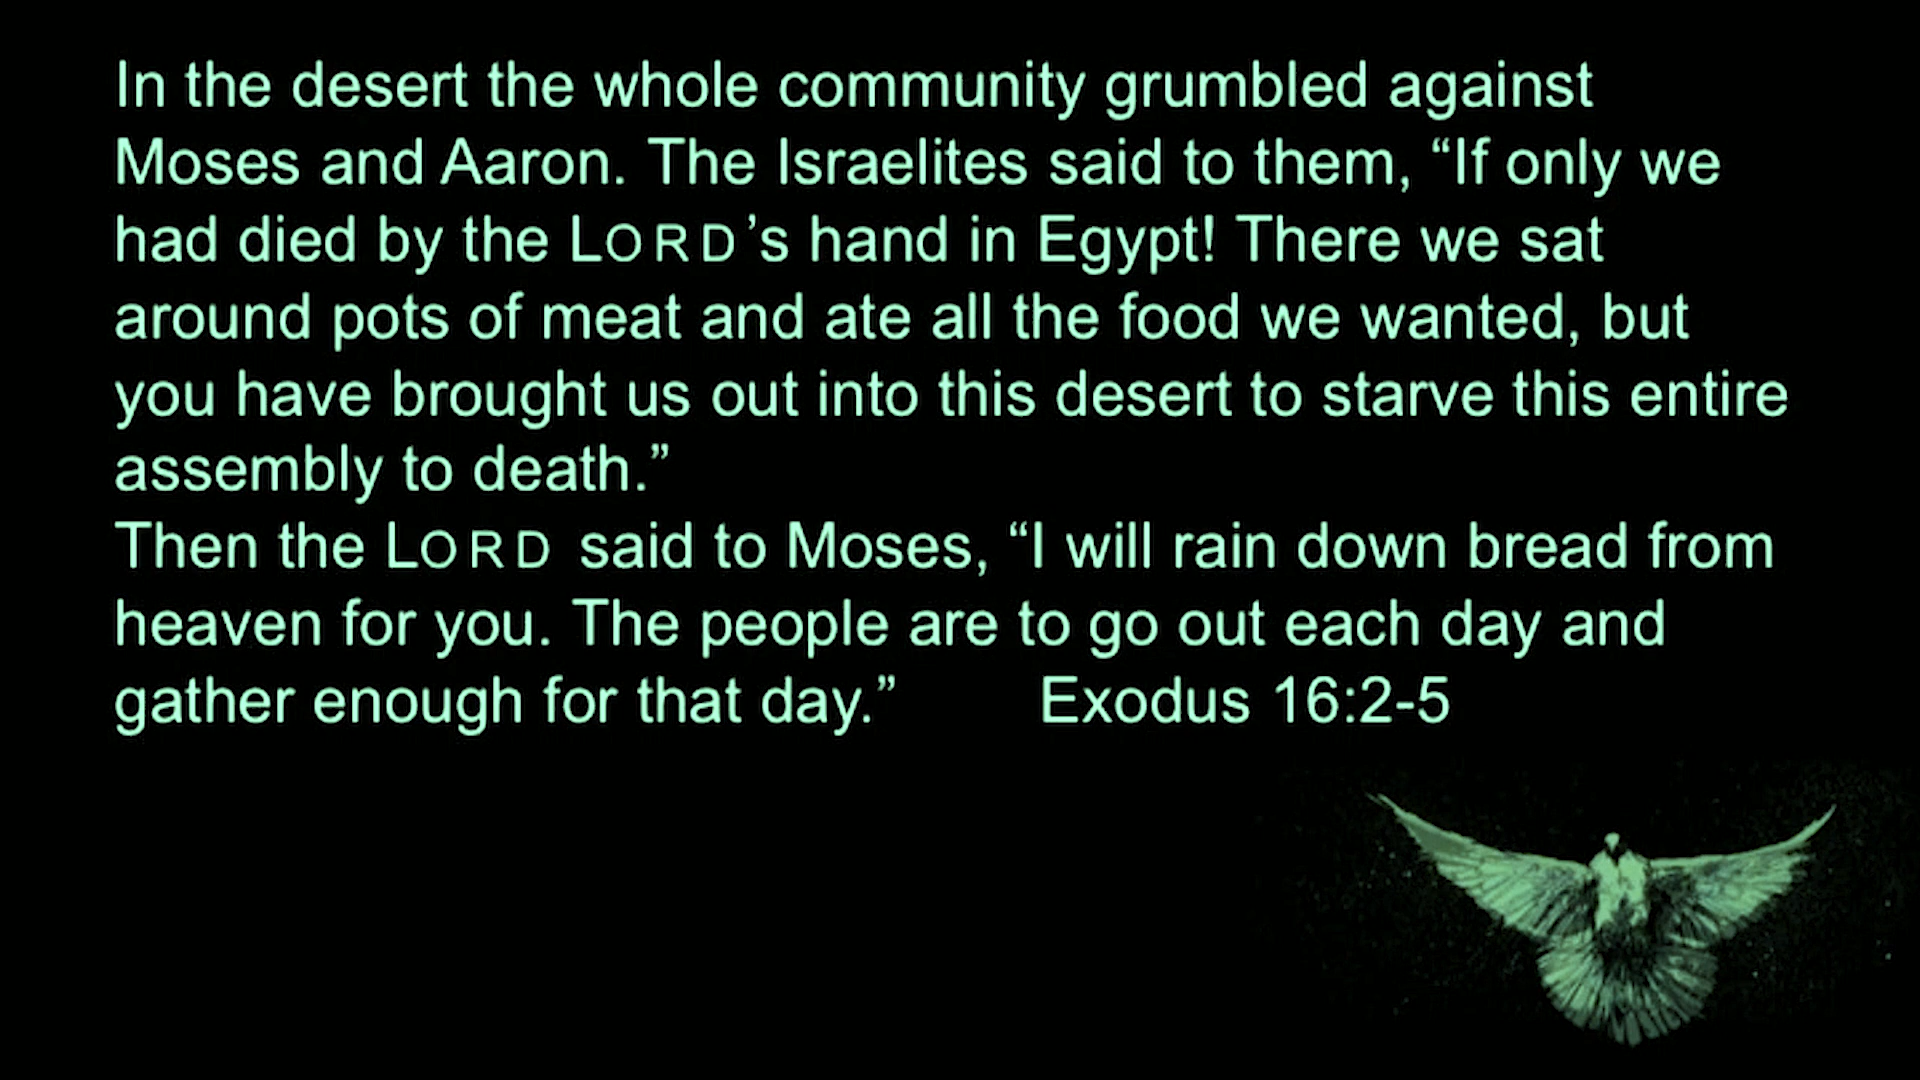 In the desert the whole community grumbled against
Moses and Aaron. The Israelites said to them, “If only we
had died by the LORD’s hand in Egypt! There we sat
around pots of meat and ate all the food we wanted, but
you have brought us out into this desert to starve this entire
assembly to death.”
Then the LORD said to Moses, “I will rain down bread from
heaven for you. The people are to go out each day and
gather enough for that day.” Exodus 16:2-5